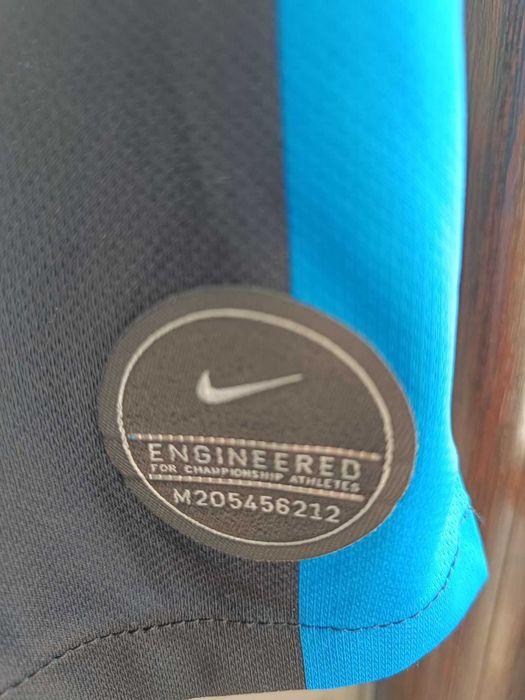 ENGINEERED
FOR CHAMPIONSHIP ATHLETES
M205456212